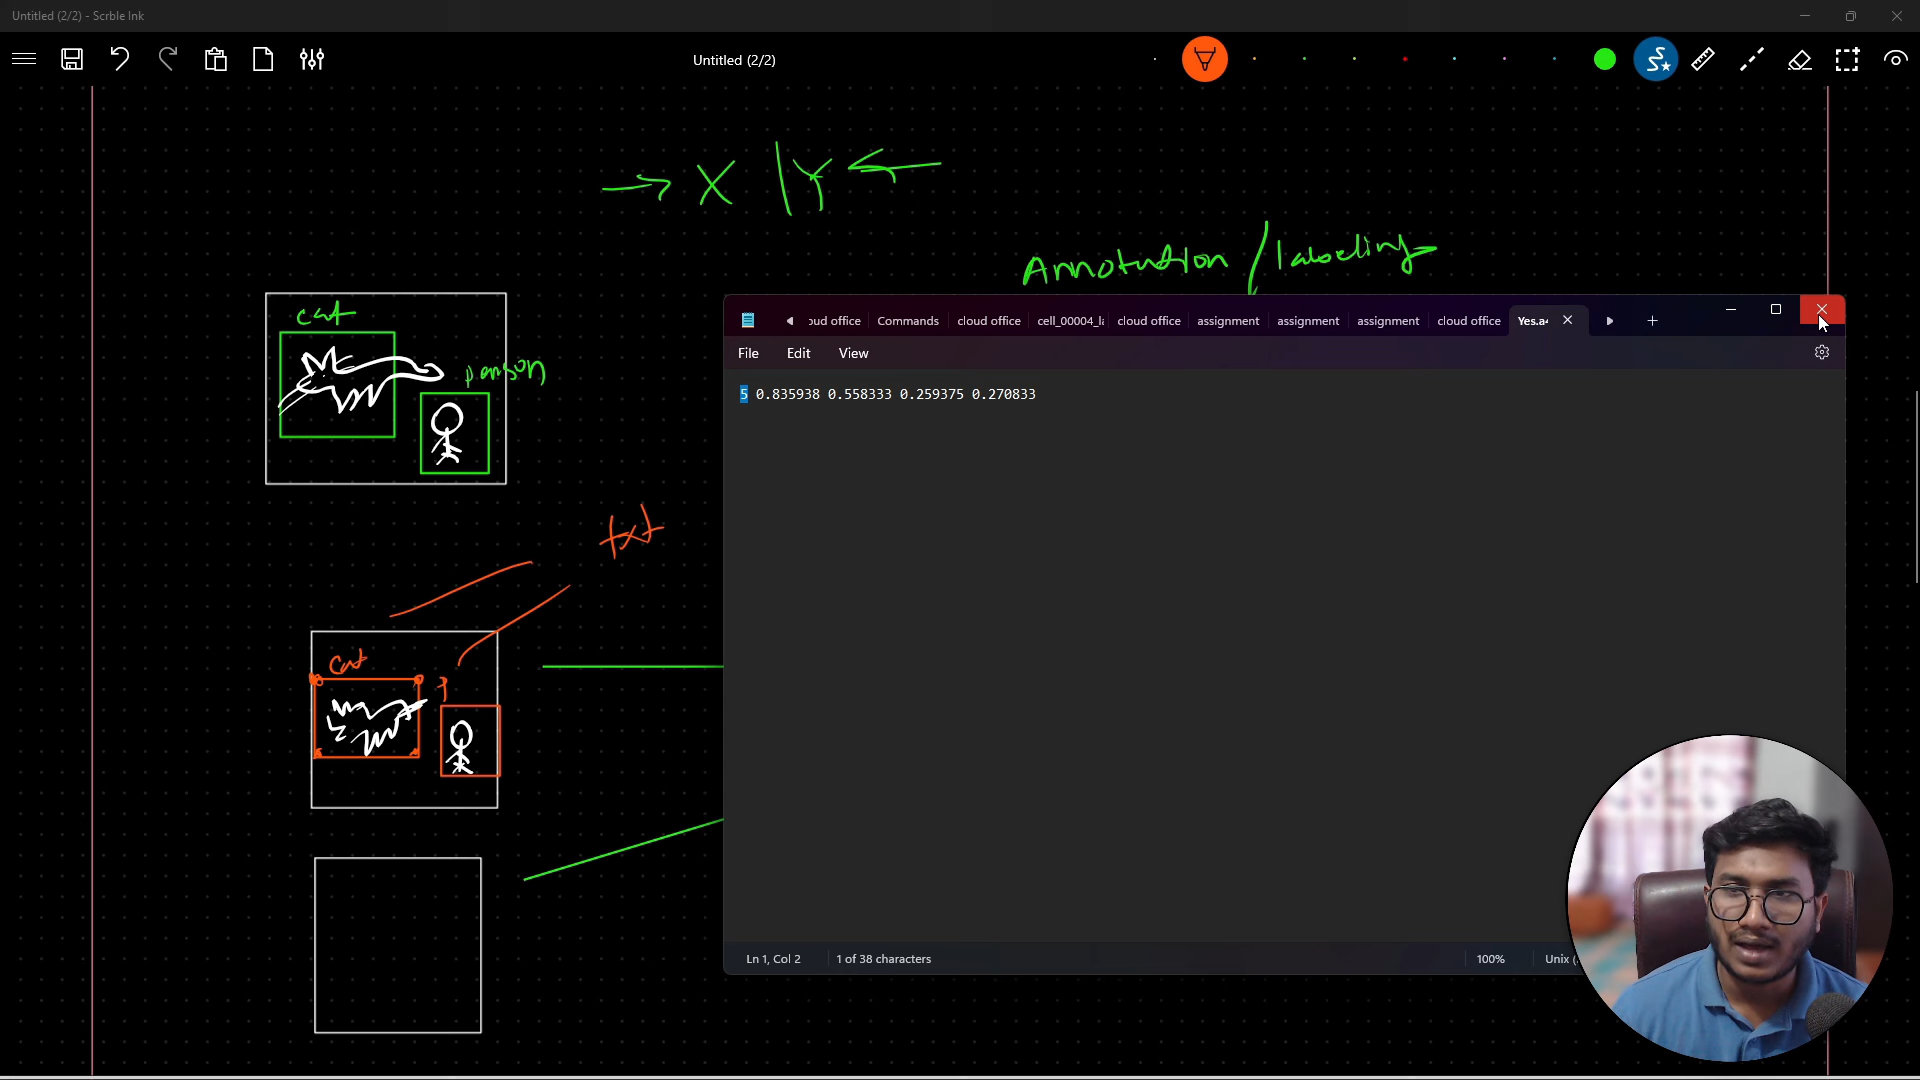 Untitled (2/2) - Scrble Ink
Untitled (2/2)
→ X | Y ←
Annotation / labeling
cat
person
txt
cat
oud office Commands cloud office cell_00004_la cloud office assignment assignment assignment cloud office Yes.a
File Edit View
5 0.835938 0.558333 0.259375 0.270833
Ln 1, Col 2 1 of 38 characters 100% Unix (